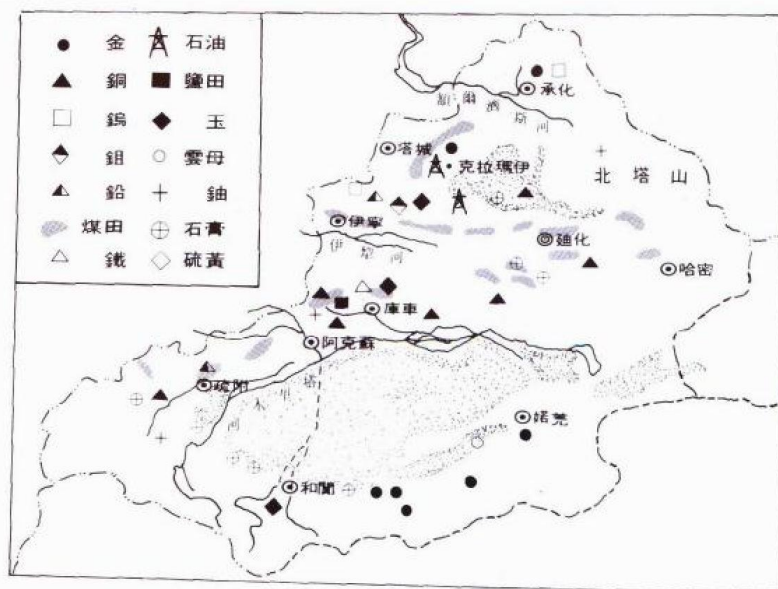 金 石油
銅 鹽田
鎢 玉
鉬 雲母
鉛 鈾
煤田 石膏
鐵 硫黃
承化
額爾濟斯河
塔城
克拉瑪伊
北塔山
伊寧
廸化
伊犂河
哈密
庫車
阿克蘇
疏附
塔里木河
婼羗
和闐